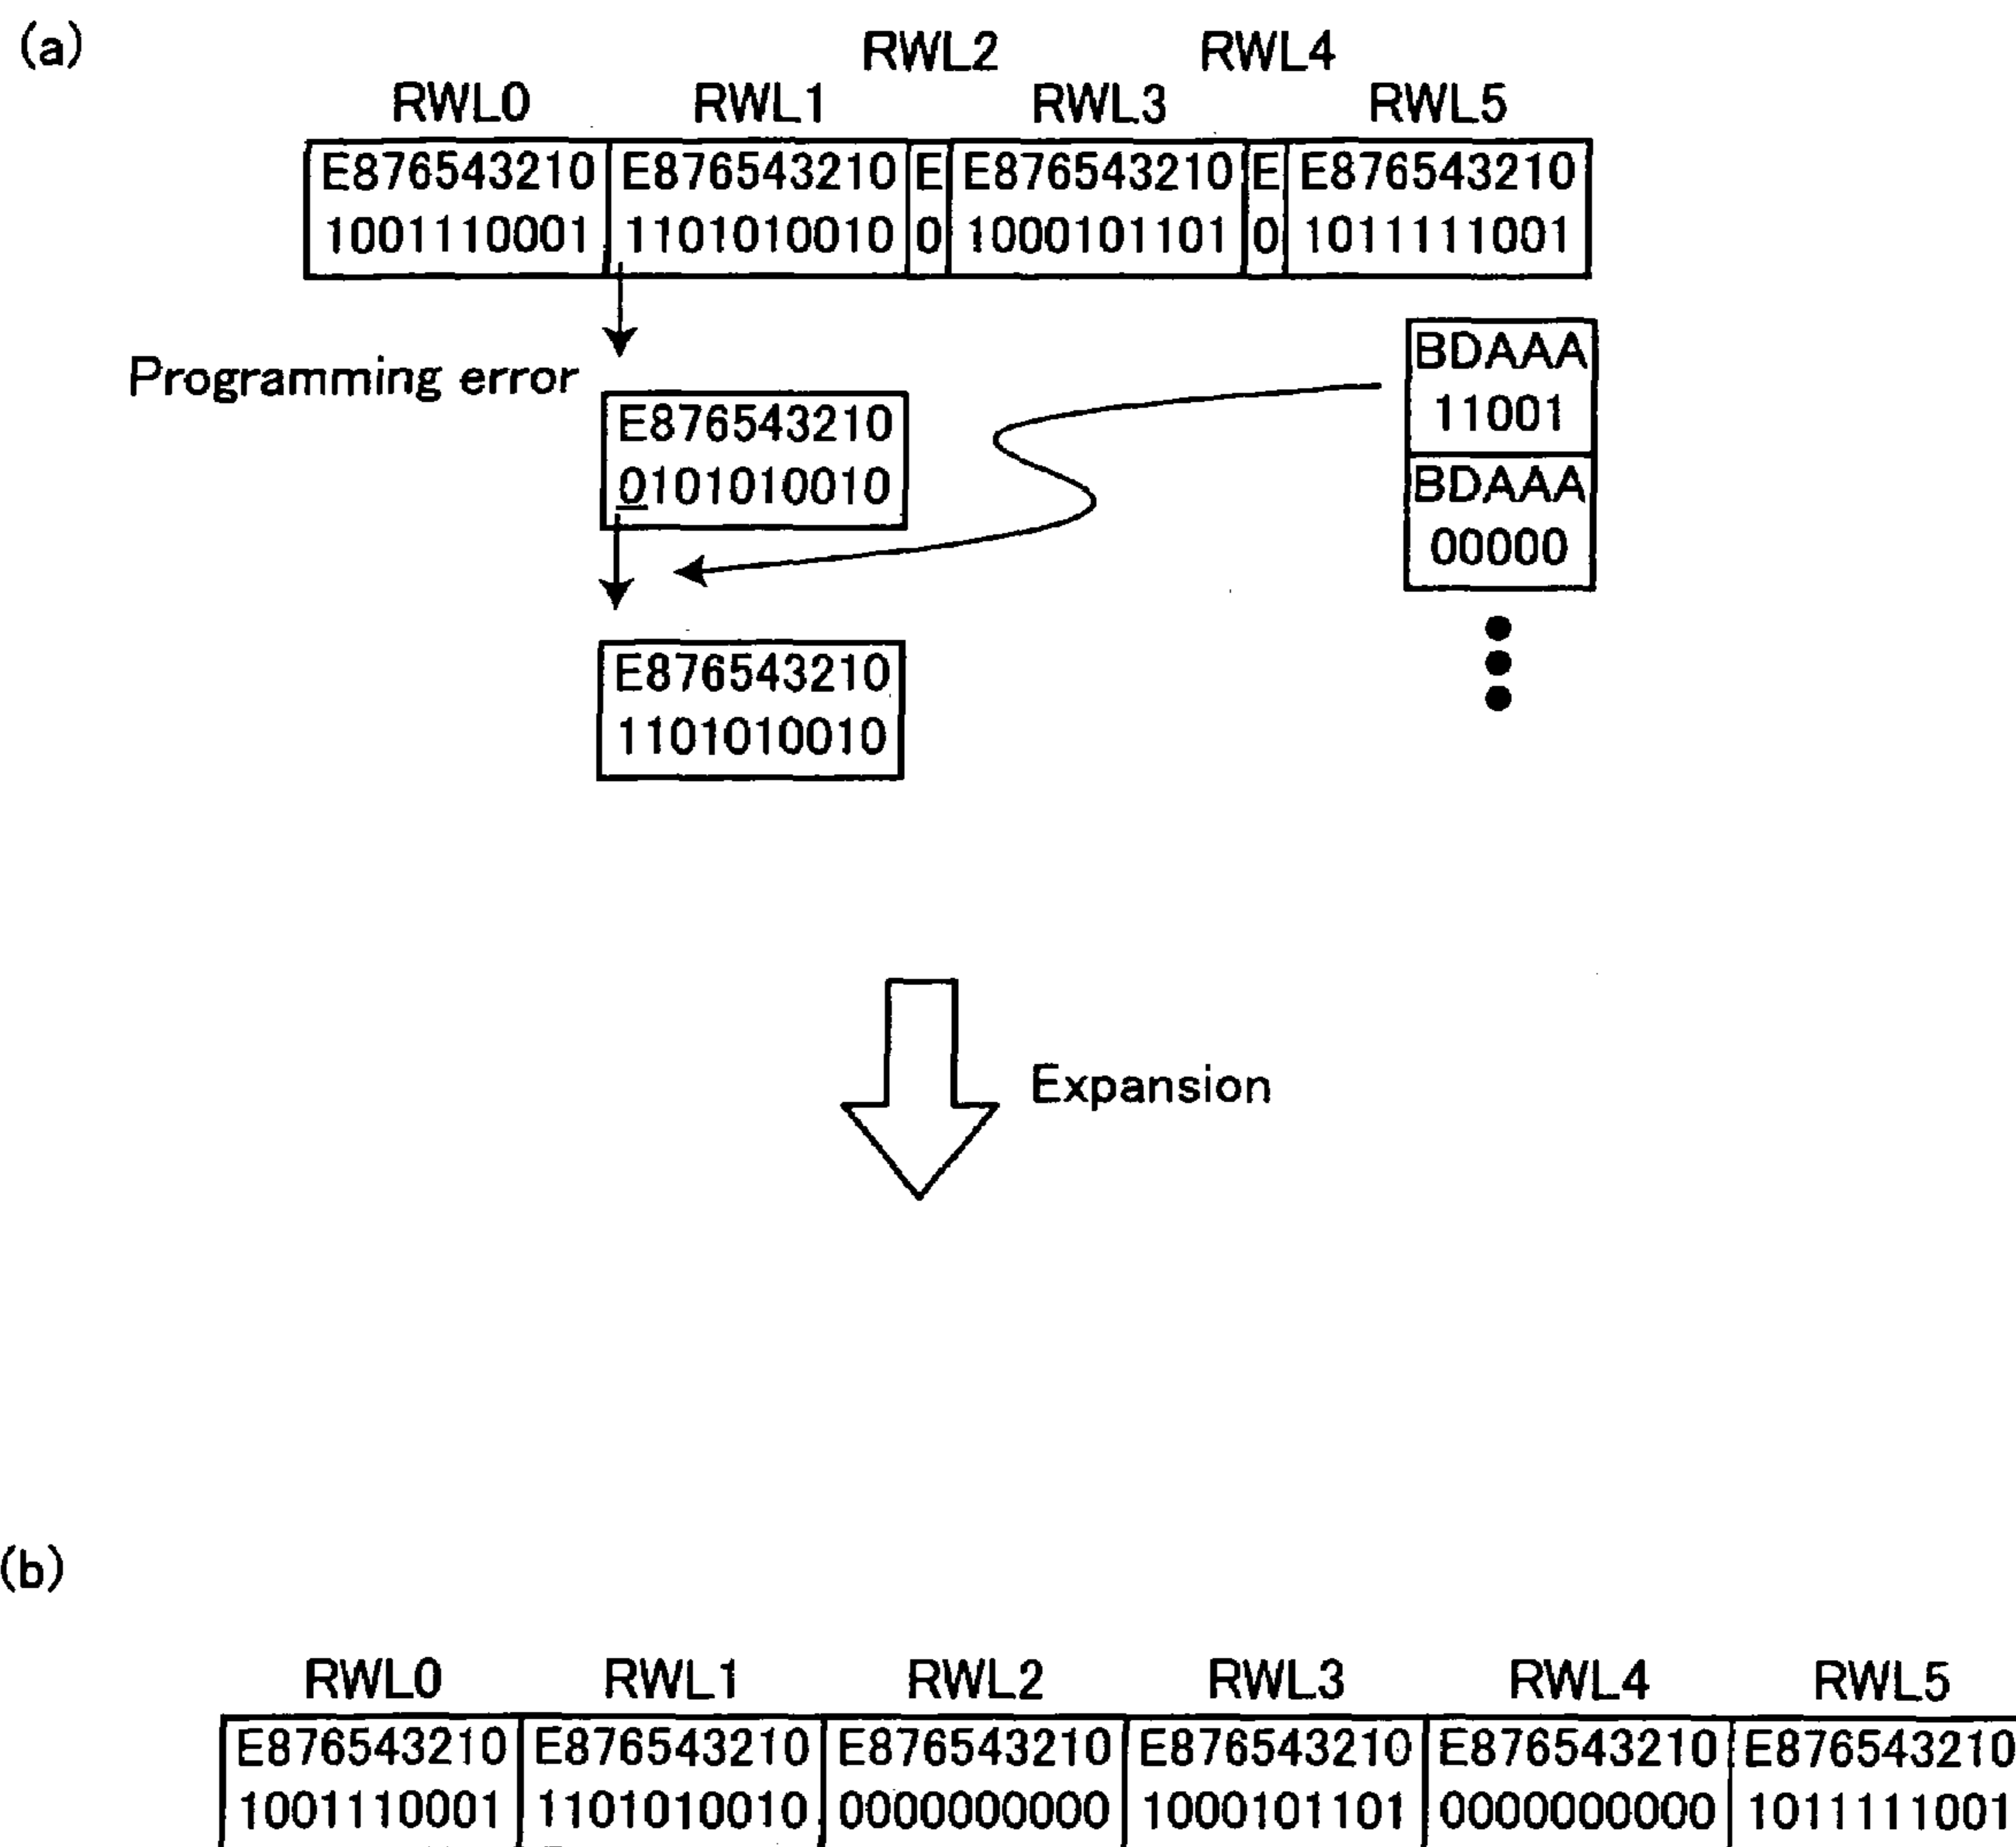 (a)
RWL2 RWL4
RWL0 RWL1 RWL3 RWL5
E876543210 E876543210 E E876543210 E E876543210
1001110001 1101010010 0 1000101101 0 1011111001
Programming error
E876543210
0101010010
BDAAA
11001
BDAAA
00000
E876543210
1101010010
Expansion
(b)
RWL0 RWL1 RWL2 RWL3 RWL4 RWL5
E876543210 E876543210 E876543210 E876543210 E876543210 E876543210
1001110001 1101010010 0000000000 1000101101 0000000000 1011111001